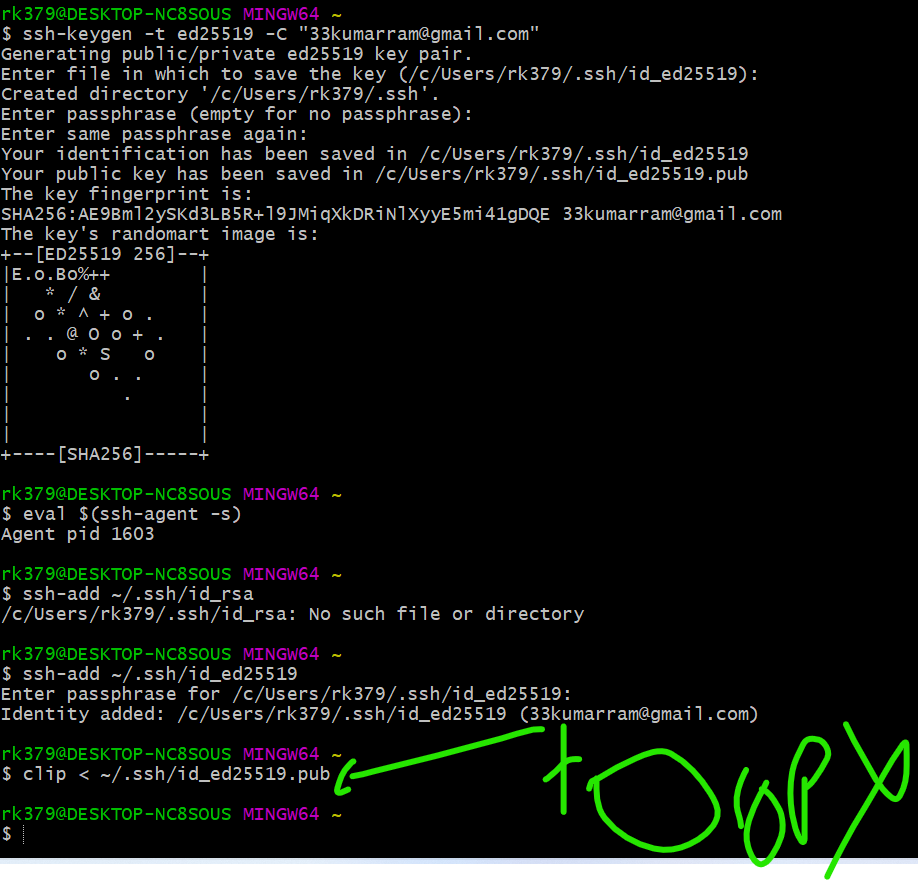 rk379@DESKTOP-NC8SOUS MINGW64 ~
$ ssh-keygen -t ed25519 -C "33kumarram@gmail.com"
Generating public/private ed25519 key pair.
Enter file in which to save the key (/c/Users/rk379/.ssh/id_ed25519):
Created directory '/c/Users/rk379/.ssh'.
Enter passphrase (empty for no passphrase):
Enter same passphrase again:
Your identification has been saved in /c/Users/rk379/.ssh/id_ed25519
Your public key has been saved in /c/Users/rk379/.ssh/id_ed25519.pub
The key fingerprint is:
SHA256:AE9Bml2ySKd3LB5R+l9JMiqXkDRiNlXyyE5mi41gDQE 33kumarram@gmail.com
The key's randomart image is:
+--[ED25519 256]--+
|E.o.Bo%++        |
|   * / &         |
|  o * ^ + o .    |
| . . @ O o + .   |
|    o * S   o    |
|       o . .     |
|          .      |
|                 |
|                 |
+----[SHA256]-----+
rk379@DESKTOP-NC8SOUS MINGW64 ~
$ eval $(ssh-agent -s)
Agent pid 1603
rk379@DESKTOP-NC8SOUS MINGW64 ~
$ ssh-add ~/.ssh/id_rsa
/c/Users/rk379/.ssh/id_rsa: No such file or directory
rk379@DESKTOP-NC8SOUS MINGW64 ~
$ ssh-add ~/.ssh/id_ed25519
Enter passphrase for /c/Users/rk379/.ssh/id_ed25519:
Identity added: /c/Users/rk379/.ssh/id_ed25519 (33kumarram@gmail.com)
rk379@DESKTOP-NC8SOUS MINGW64 ~
$ clip < ~/.ssh/id_ed25519.pub
to copy
rk379@DESKTOP-NC8SOUS MINGW64 ~
$